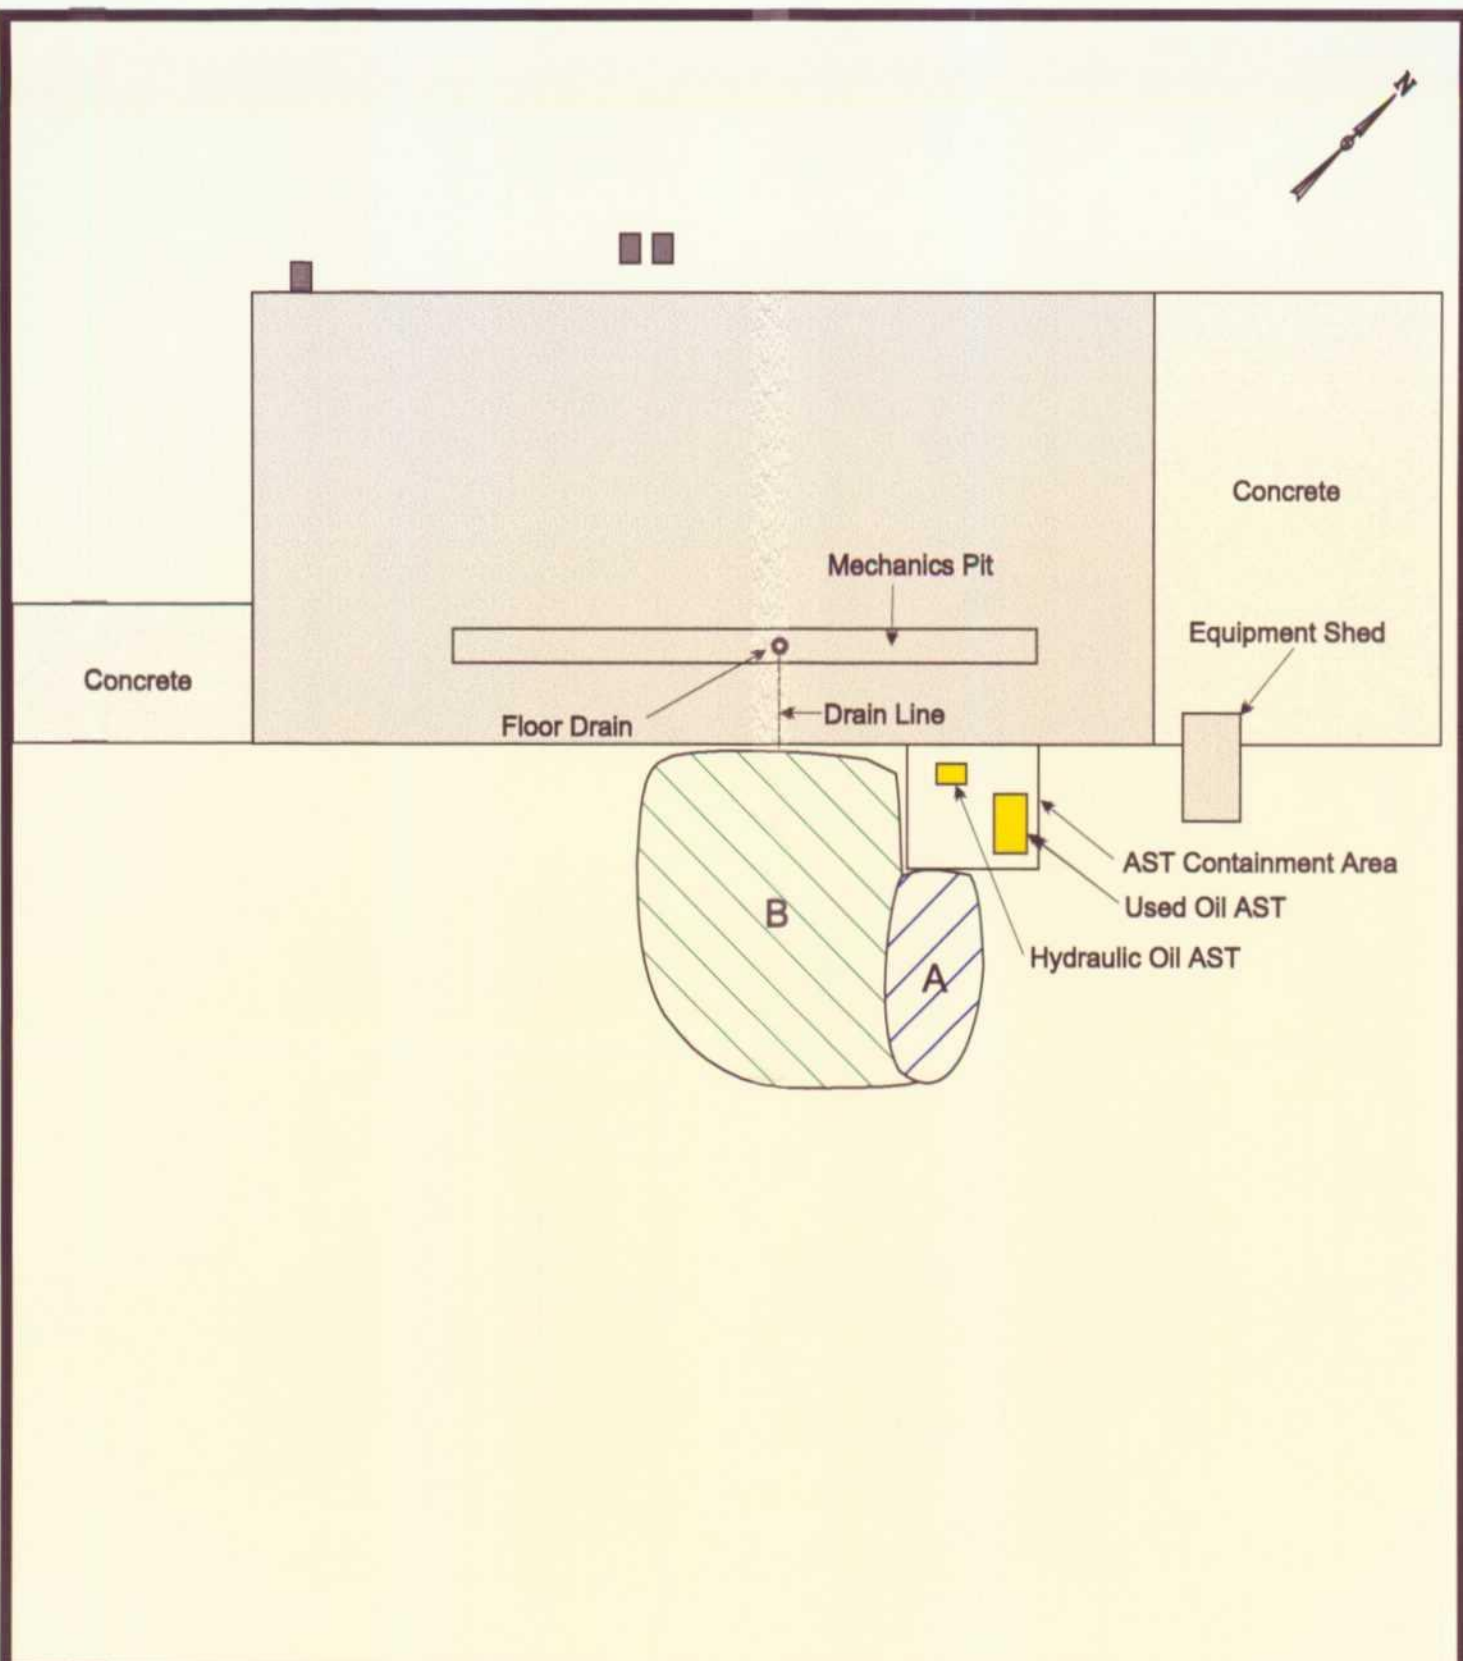 N
Concrete
Mechanics Pit
Equipment Shed
Concrete
Floor Drain
Drain Line
AST Containment Area
Used Oil AST
B
Hydraulic Oil AST
A